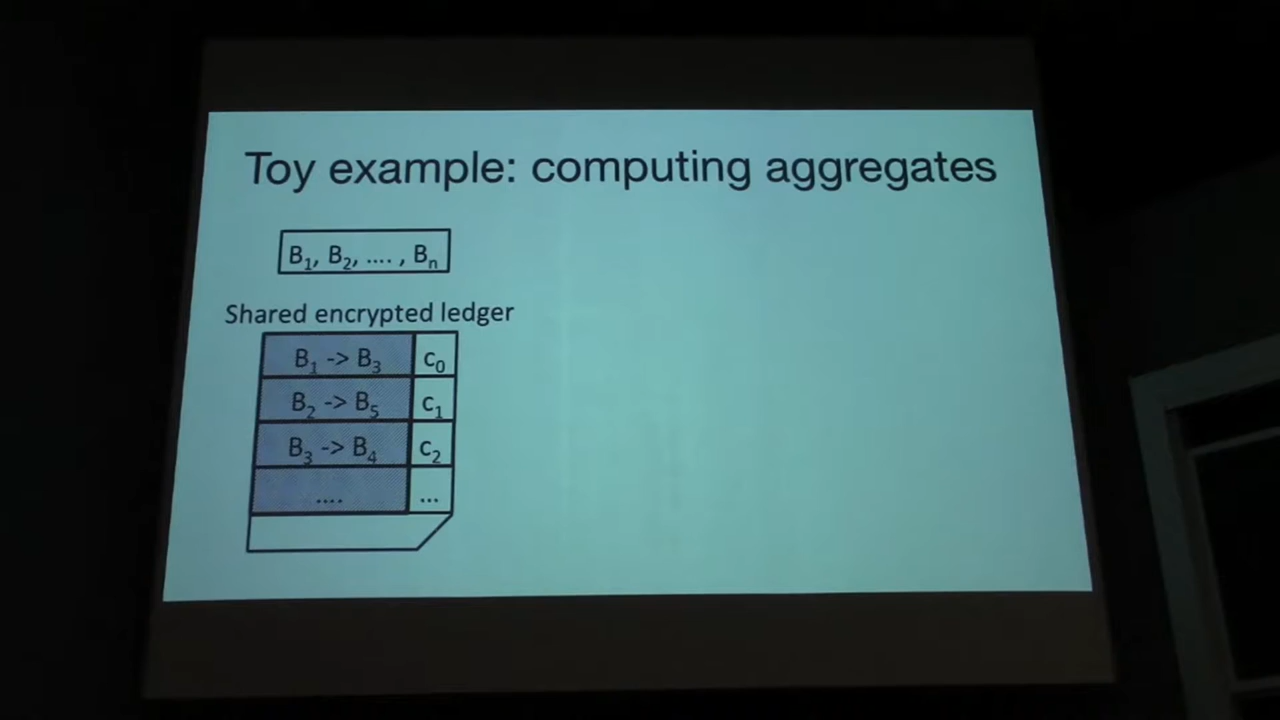 Toy example: computing aggregates
B₁, B₂, .... , Bₙ
Shared encrypted ledger
B₁ -> B₃ c₀
B₂ -> B₅ c₁
B₃ -> B₄ c₂
.... ...